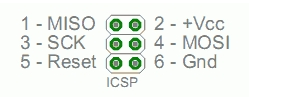 1 - MISO 2 - +Vcc
3 - SCK 4 - MOSI
5 - Reset 6 - Gnd
ICSP